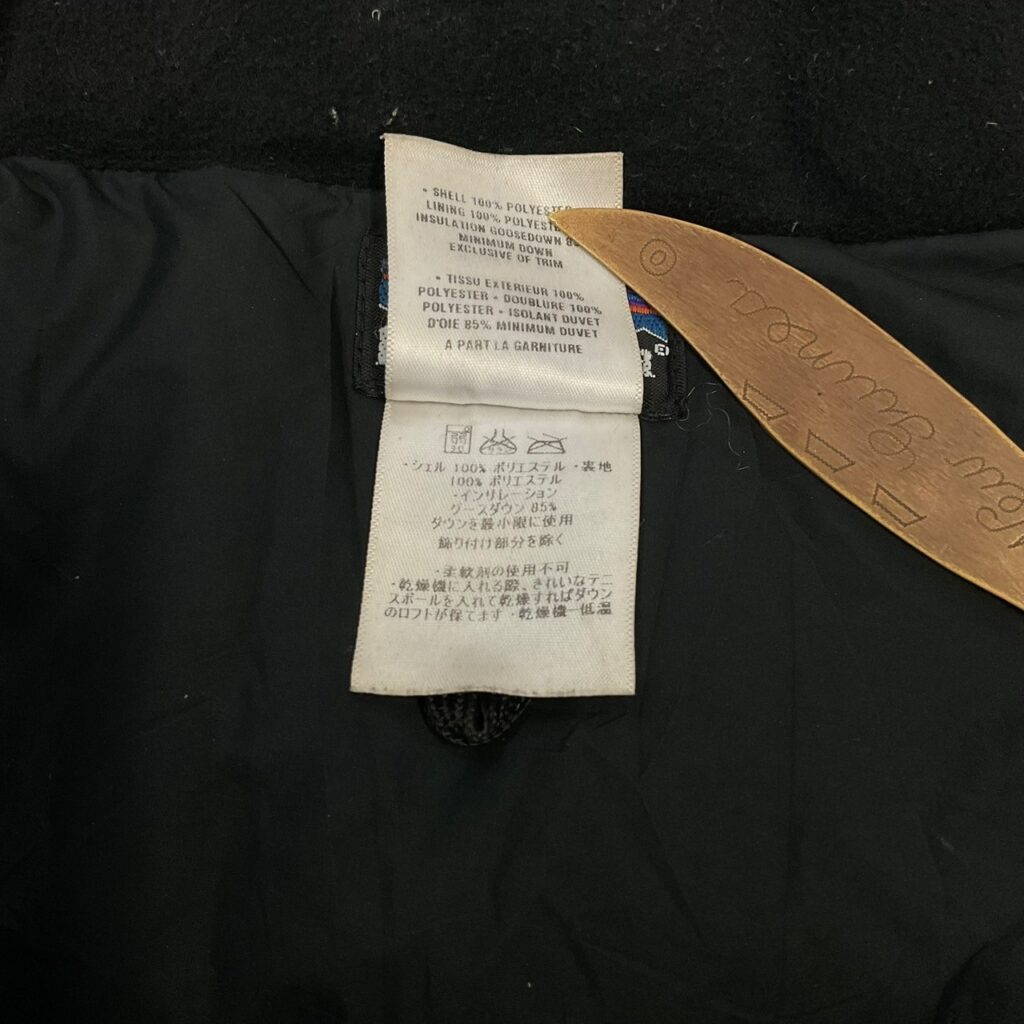 • SHELL 100% POLYESTER
LINING 100% POLYESTE
INSULATION GOOSEDOWN 85
MINIMUM DOWN
EXCLUSIVE OF TRIM
• TISSU EXTERIEUR 100%
POLYESTER • DOUBLURE 100%
POLYESTER • ISOLANT DUVET
D'OIE 85% MINIMUM DUVET
A PART LA GARNITURE
30
・シェル 100% ポリエステル ・裏地
100% ポリエステル
・インサレーション
グースダウン 85%
ダウンを最小限に使用
飾り付け部分を除く
・柔軟剤の使用不可
・乾燥機に入れる際、きれいなテニ
スボールを入れて乾燥すればダウン
のロフトが保てます ・乾燥機―低温
New Guinea